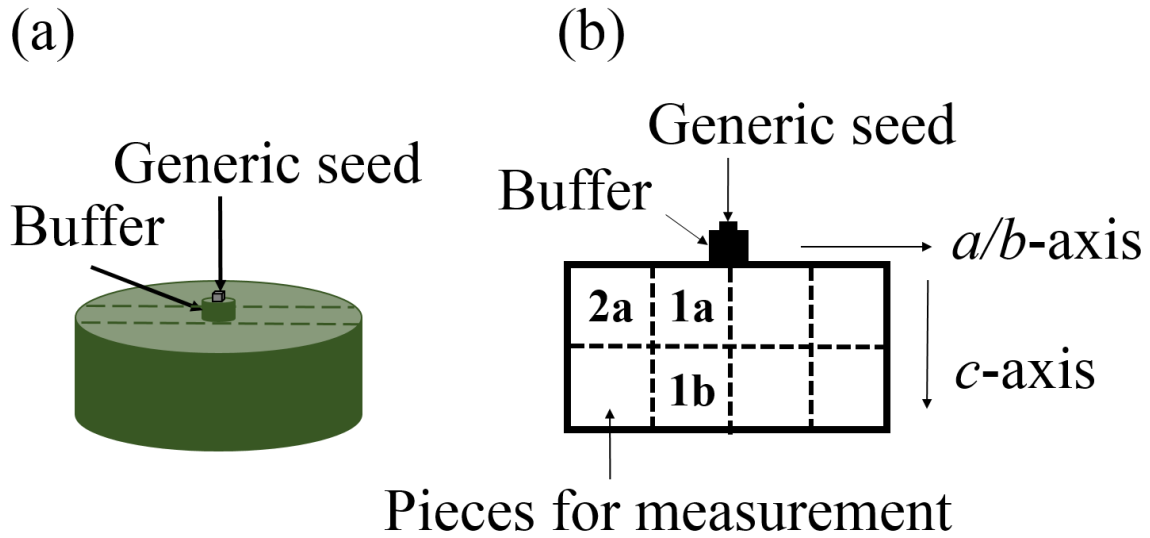 (a)
Generic seed
Buffer
(b)
Generic seed
Buffer
a/b-axis
2a 1a
1b
c-axis
Pieces for measurement